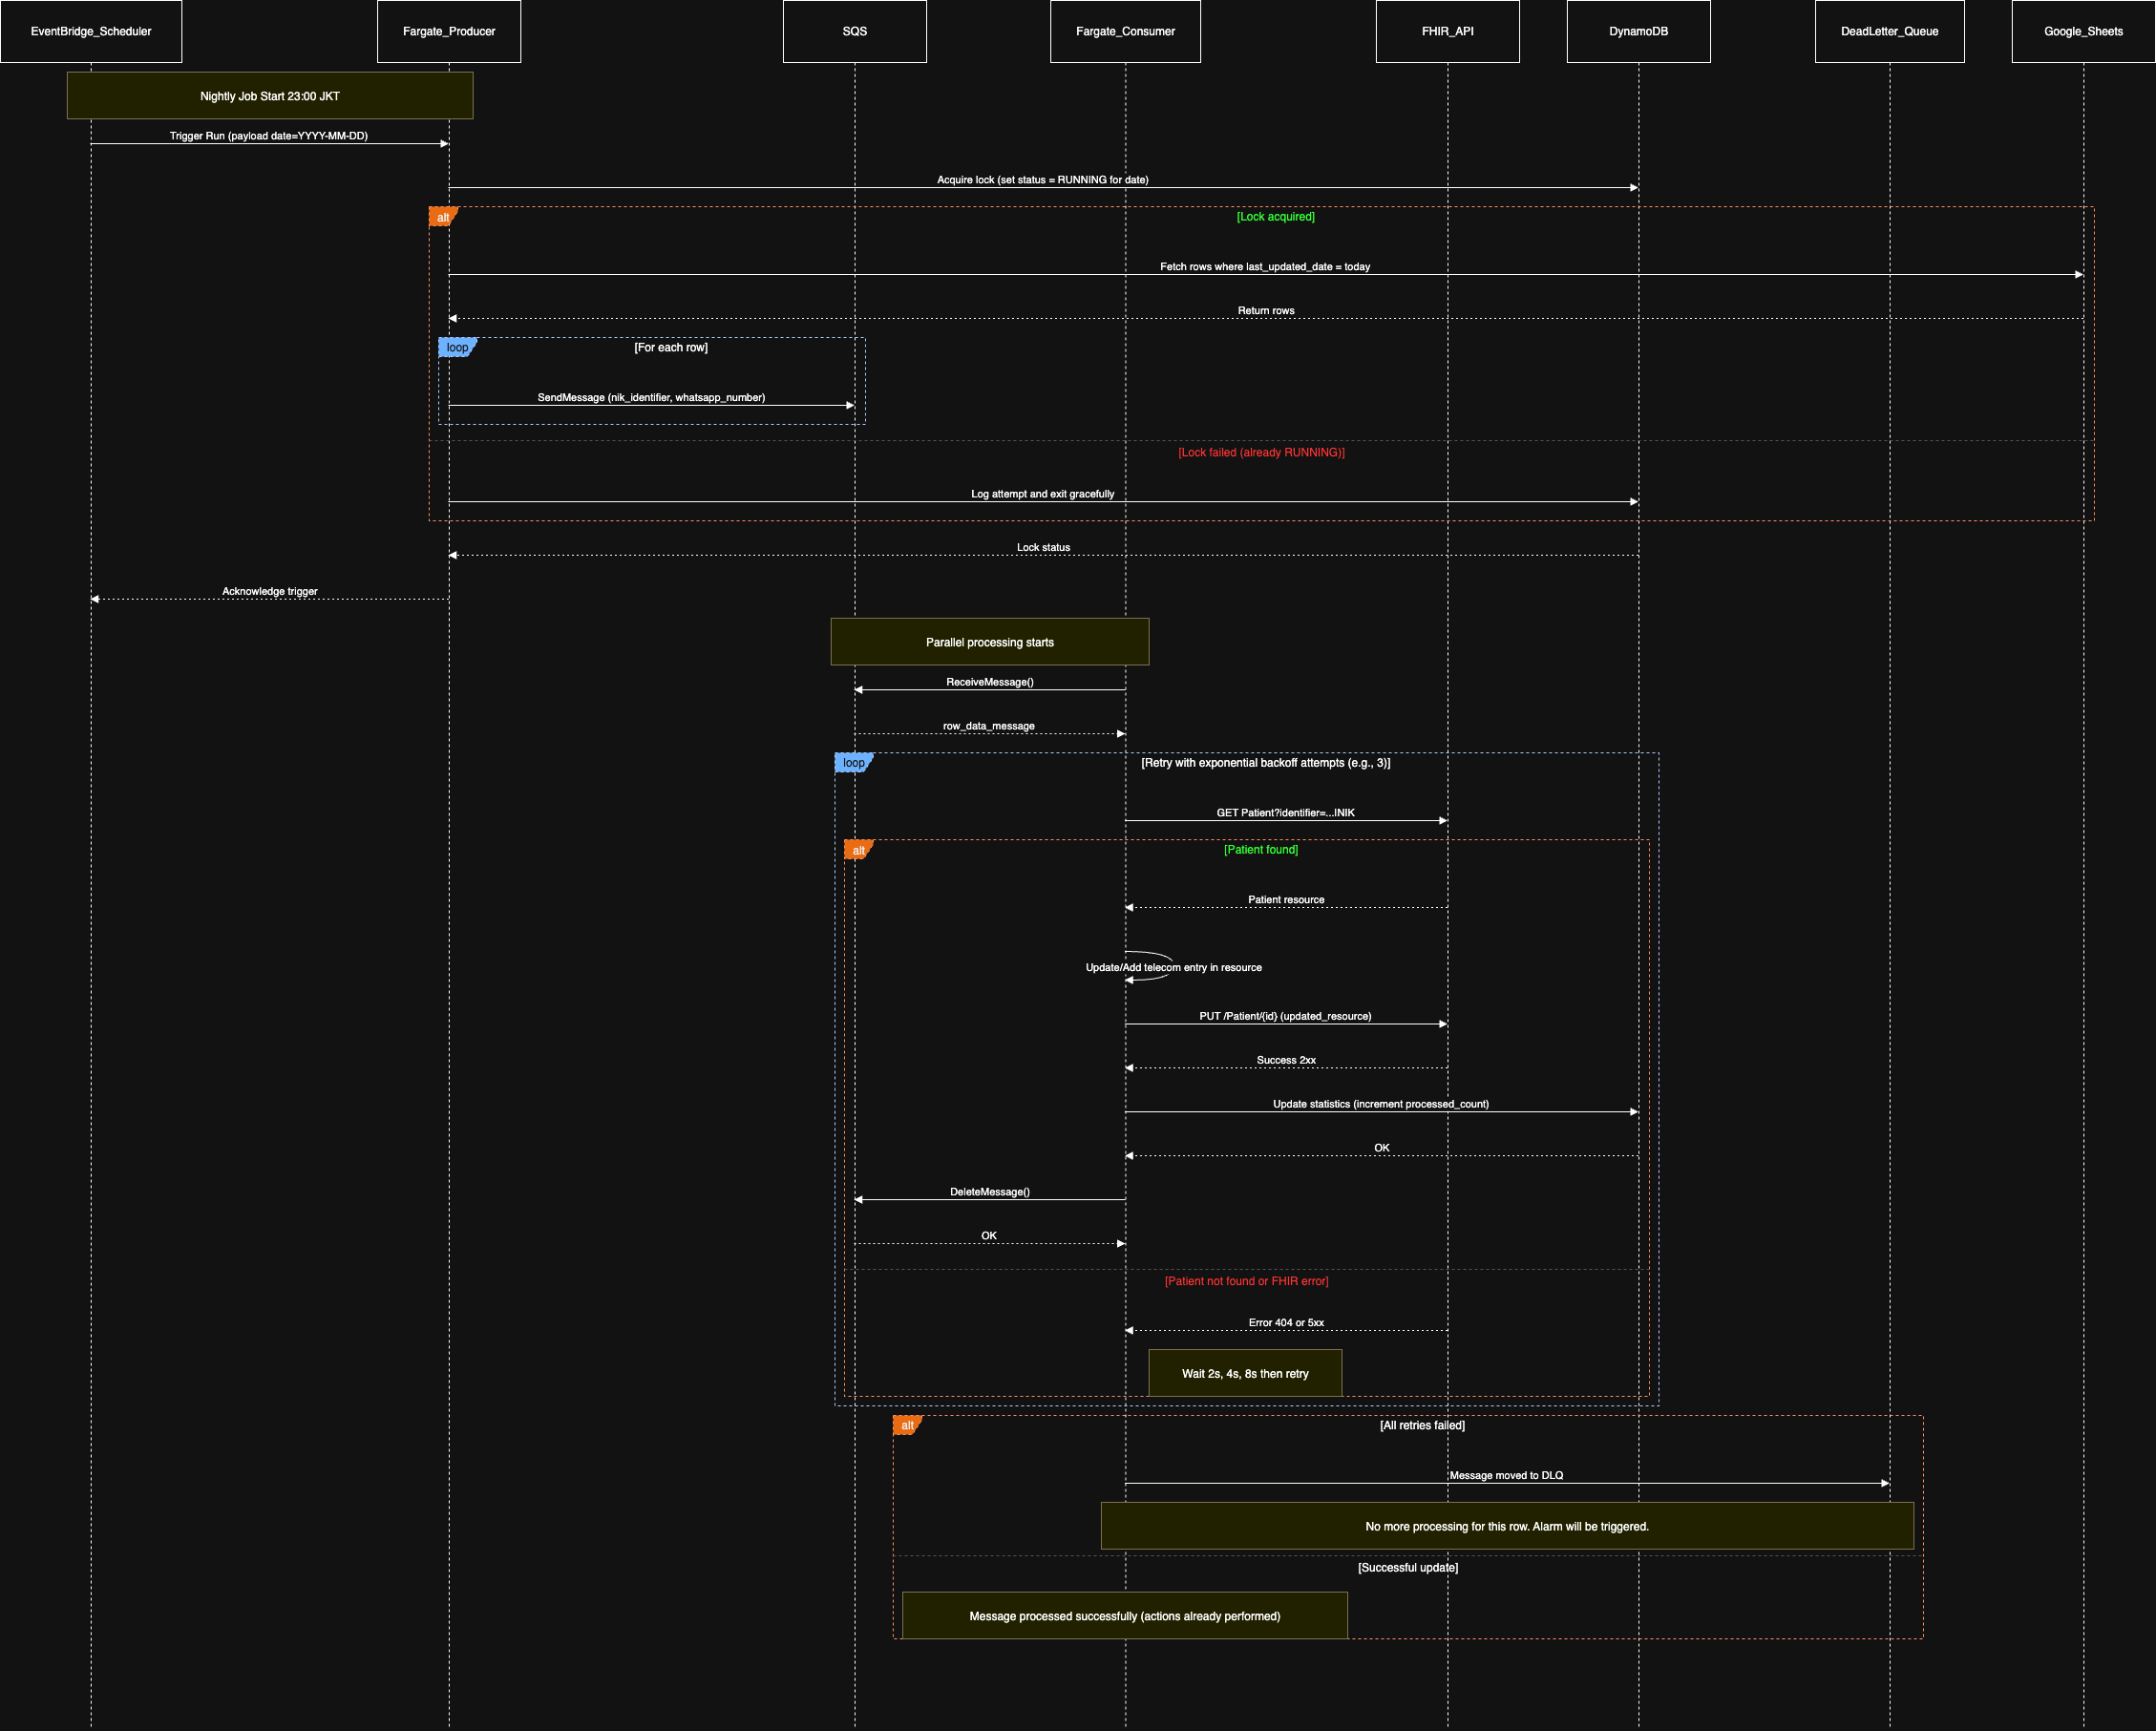 EventBridge_Scheduler
Fargate_Producer
SQS
Fargate_Consumer
FHIR_API
DynamoDB
DeadLetter_Queue
Google_Sheets
Nightly Job Start 23:00 JKT
Trigger Run (payload date=YYYY-MM-DD)
Acquire lock (set status = RUNNING for date)
alt
[Lock acquired]
Fetch rows where last_updated_date = today
Return rows
loop
[For each row]
SendMessage (nik_identifier, whatsapp_number)
[Lock failed (already RUNNING)]
Log attempt and exit gracefully
Lock status
Acknowledge trigger
Parallel processing starts
ReceiveMessage()
row_data_message
loop
[Retry with exponential backoff attempts (e.g., 3)]
GET Patient?identifier=...INIK
alt
[Patient found]
Patient resource
Update/Add telecom entry in resource
PUT /Patient/{id} (updated_resource)
Success 2xx
Update statistics (increment processed_count)
OK
DeleteMessage()
OK
[Patient not found or FHIR error]
Error 404 or 5xx
Wait 2s, 4s, 8s then retry
alt
[All retries failed]
Message moved to DLQ
No more processing for this row. Alarm will be triggered.
[Successful update]
Message processed successfully (actions already performed)